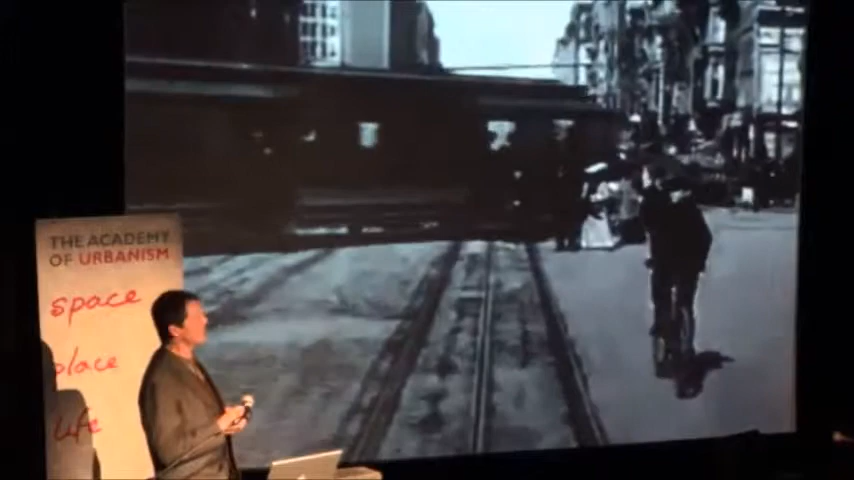 THE ACADEMY
OF URBANISM
space
place
life